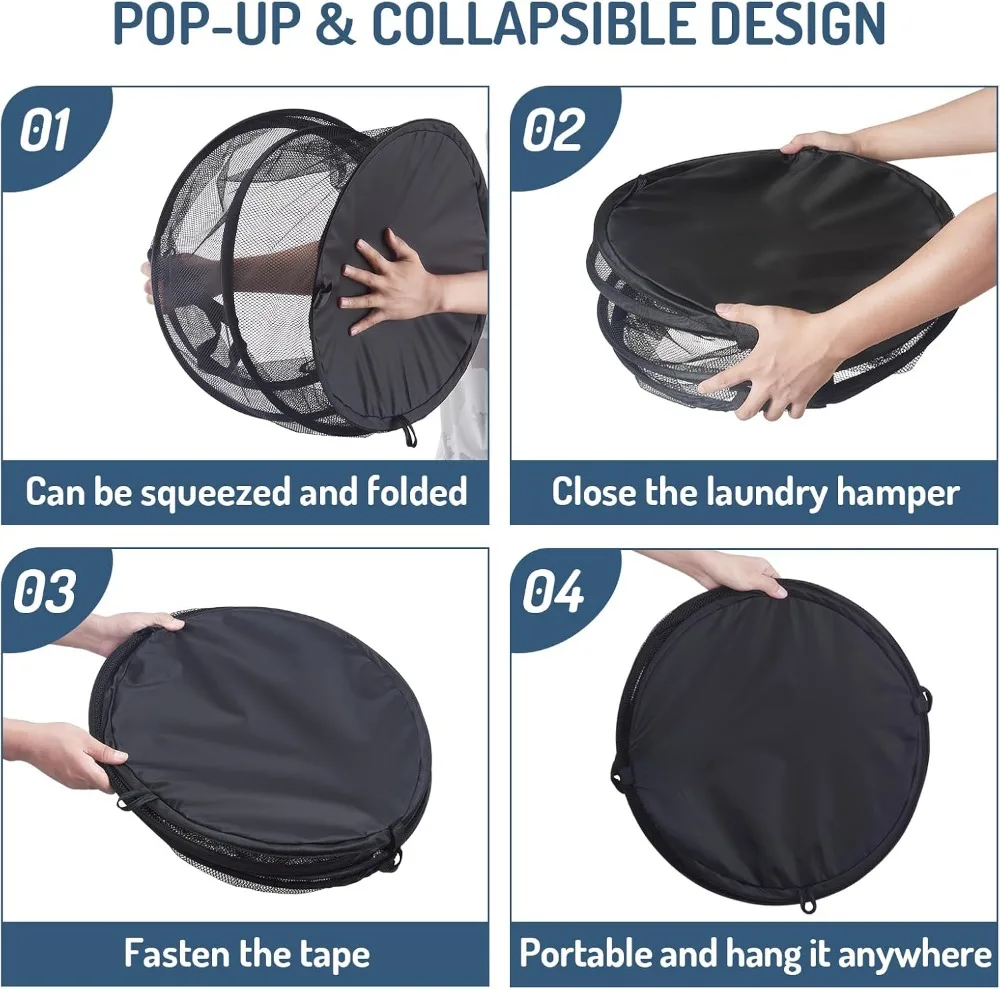 POP-UP & COLLAPSIBLE DESIGN
01
02
Can be squeezed and folded
Close the laundry hamper
03
04
Fasten the tape
Portable and hang it anywhere